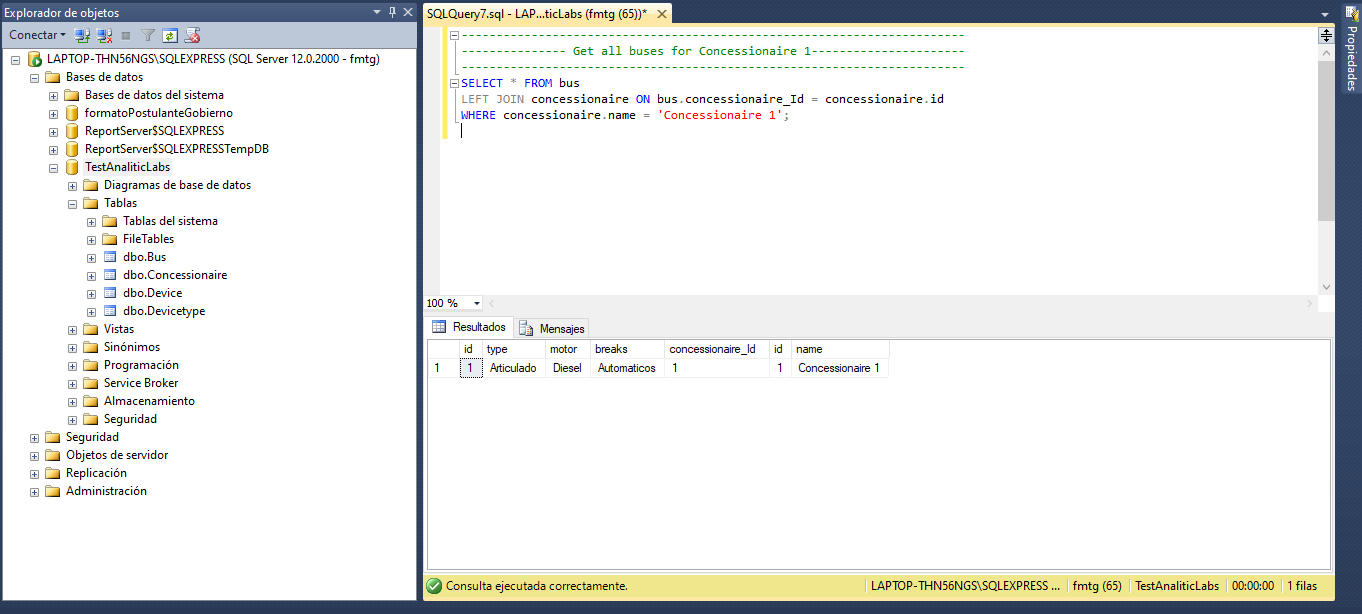 Explorador de objetos
Conectar
LAPTOP-THN56NGS\SQLEXPRESS (SQL Server 12.0.2000 - fmtg)
Bases de datos
Bases de datos del sistema
formatoPostulanteGobierno
ReportServer$SQLEXPRESS
ReportServer$SQLEXPRESSTempDB
TestAnaliticLabs
Diagramas de base de datos
Tablas
Tablas del sistema
FileTables
dbo.Bus
dbo.Concessionaire
dbo.Device
dbo.Devicetype
Vistas
Sinónimos
Programación
Service Broker
Almacenamiento
Seguridad
Seguridad
Objetos de servidor
Replicación
Administración
SQLQuery7.sql - LAP...ticLabs (fmtg (65))*
------------------------------------------------------------------------
--------------- Get all buses for Concessionaire 1----------------------
------------------------------------------------------------------------
SELECT * FROM bus
LEFT JOIN concessionaire ON bus.concessionaire_Id = concessionaire.id
WHERE concessionaire.name = 'Concessionaire 1';
100 %
Resultados Mensajes
id type motor breaks concessionaire_Id id name
1 1 Articulado Diesel Automaticos 1 1 Concessionaire 1
Consulta ejecutada correctamente. LAPTOP-THN56NGS\SQLEXPRESS ... fmtg (65) TestAnaliticLabs 00:00:00 1 filas
Propiedades